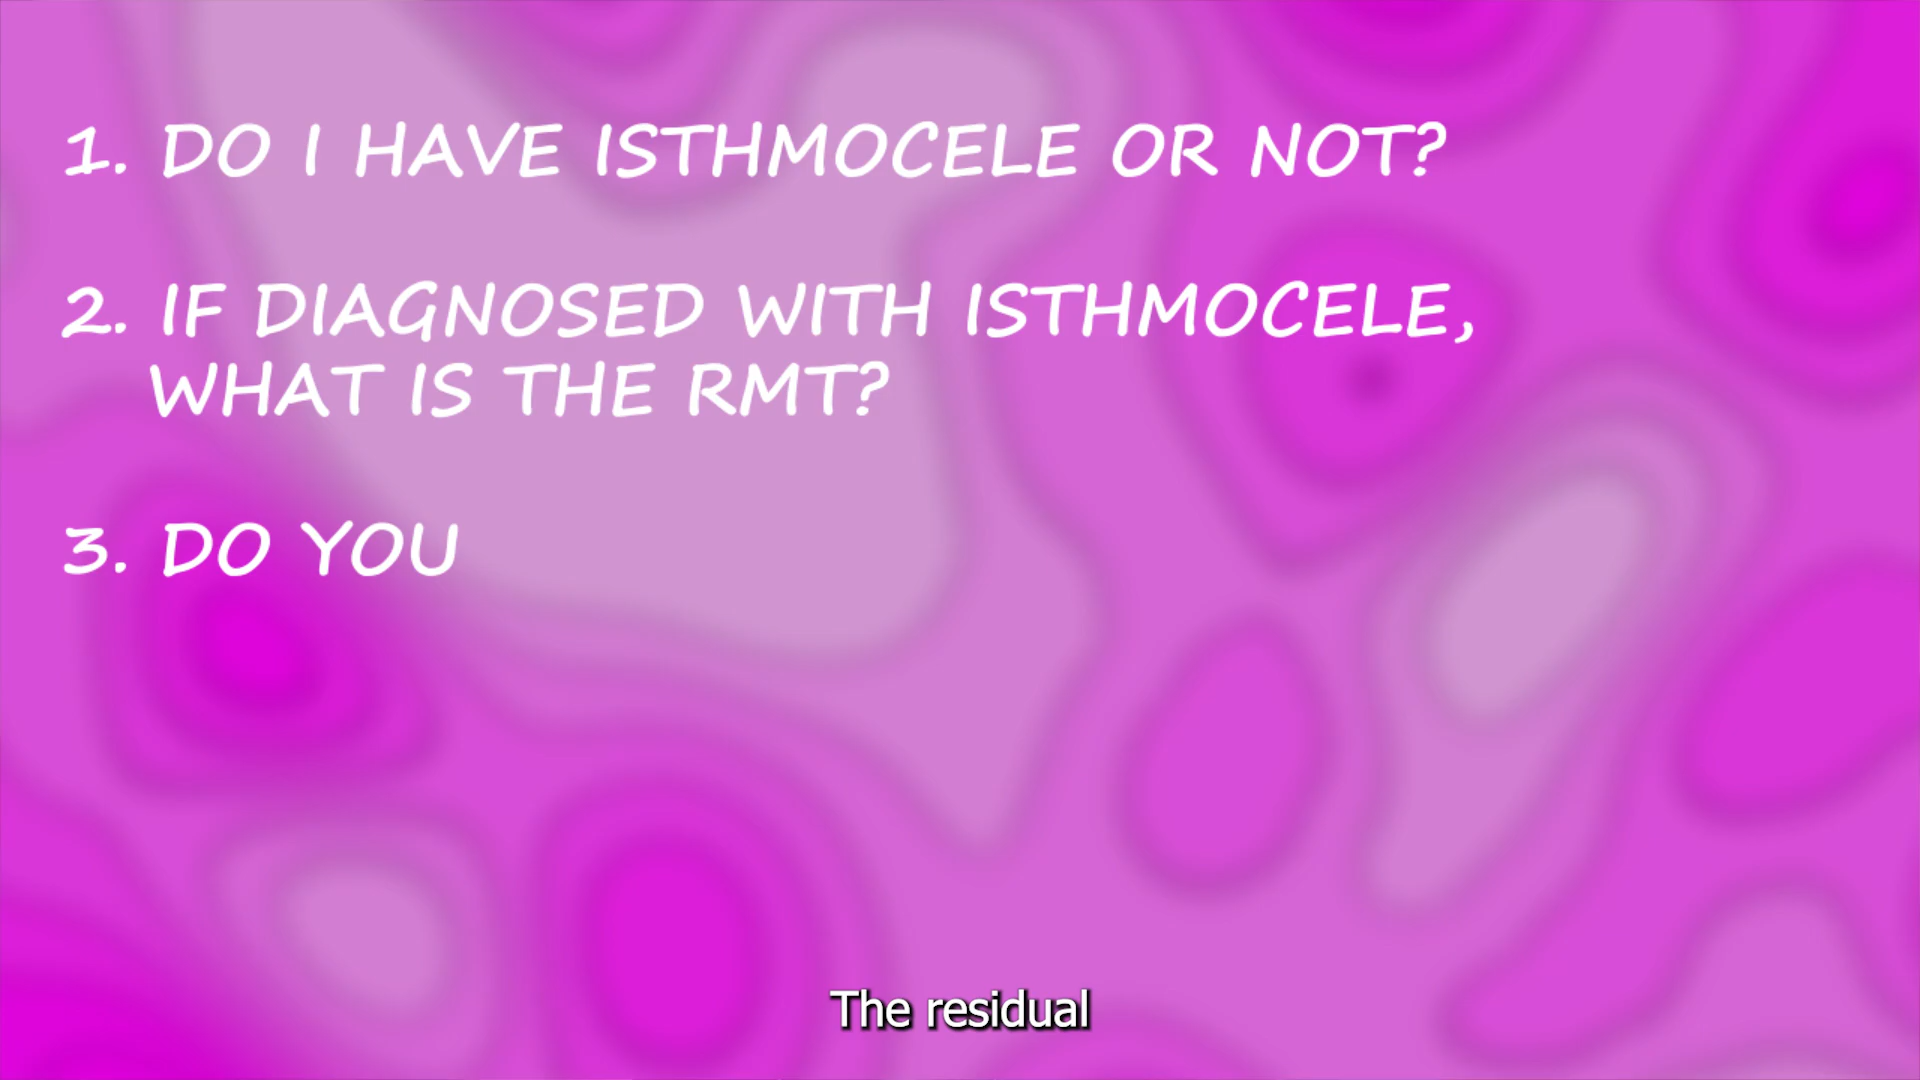 1. DO I HAVE ISTHMOCELE OR NOT?
2. IF DIAGNOSED WITH ISTHMOCELE,
WHAT IS THE RMT?
3. DO YOU
The residual